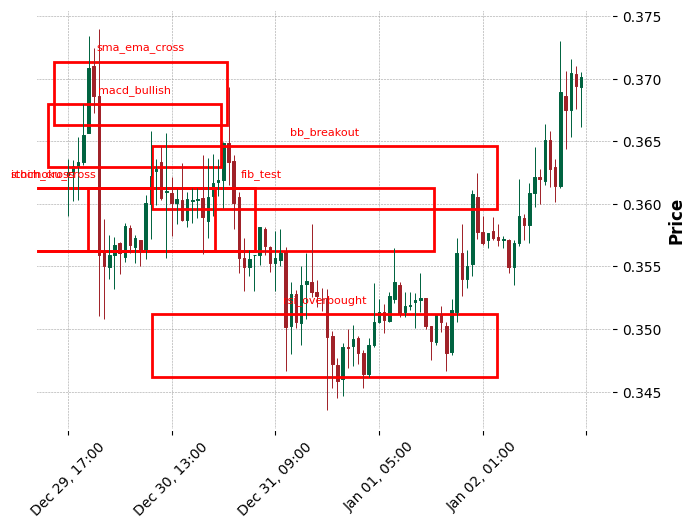 sma_ema_cross
macd_bullish
bb_breakout
fib_test
0.375
0.370
0.365
0.360
0.355
0.350
0.345
Price
Dec 29, 17:00
Dec 30, 13:00
Dec 31, 09:00
Jan 01, 05:00
Jan 02, 01:00